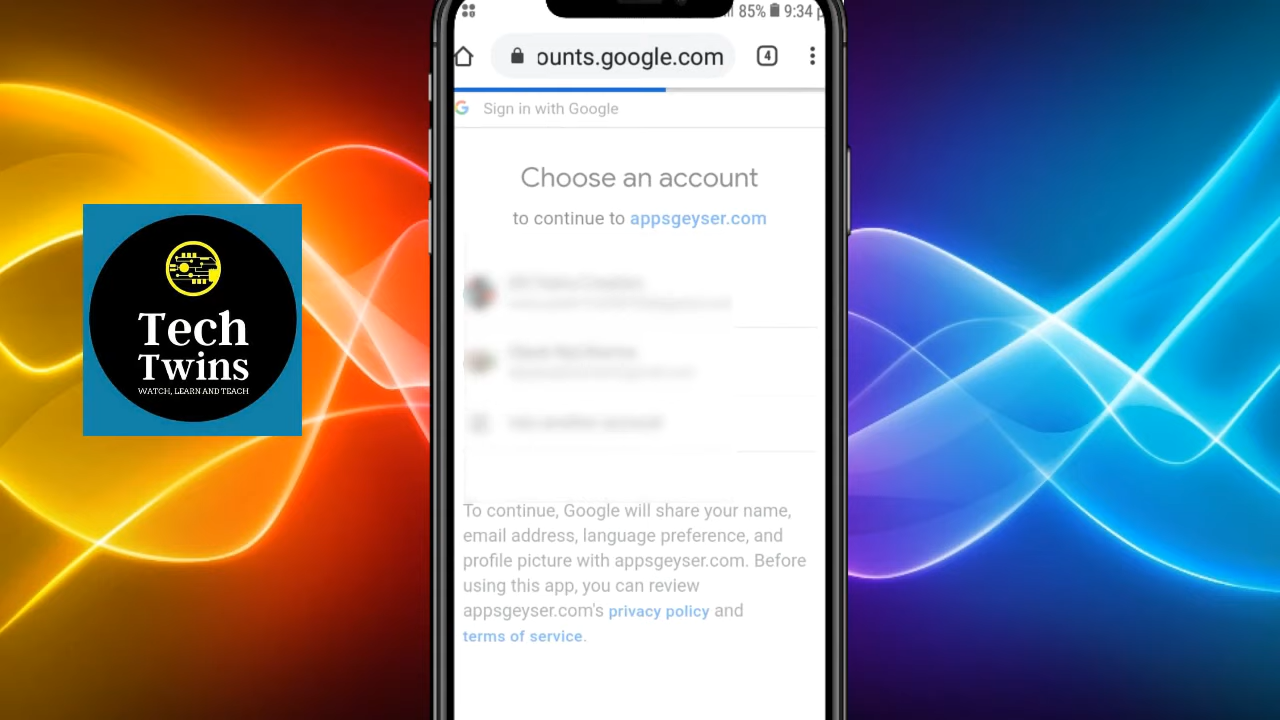 85% 9:34
ounts.google.com
4
Sign in with Google
Choose an account
to continue to appsgeyser.com
Tech
Twins
WATCH, LEARN AND TEACH
To continue, Google will share your name,
email address, language preference, and
profile picture with appsgeyser.com. Before
using this app, you can review
appsgeyser.com's privacy policy and
terms of service.